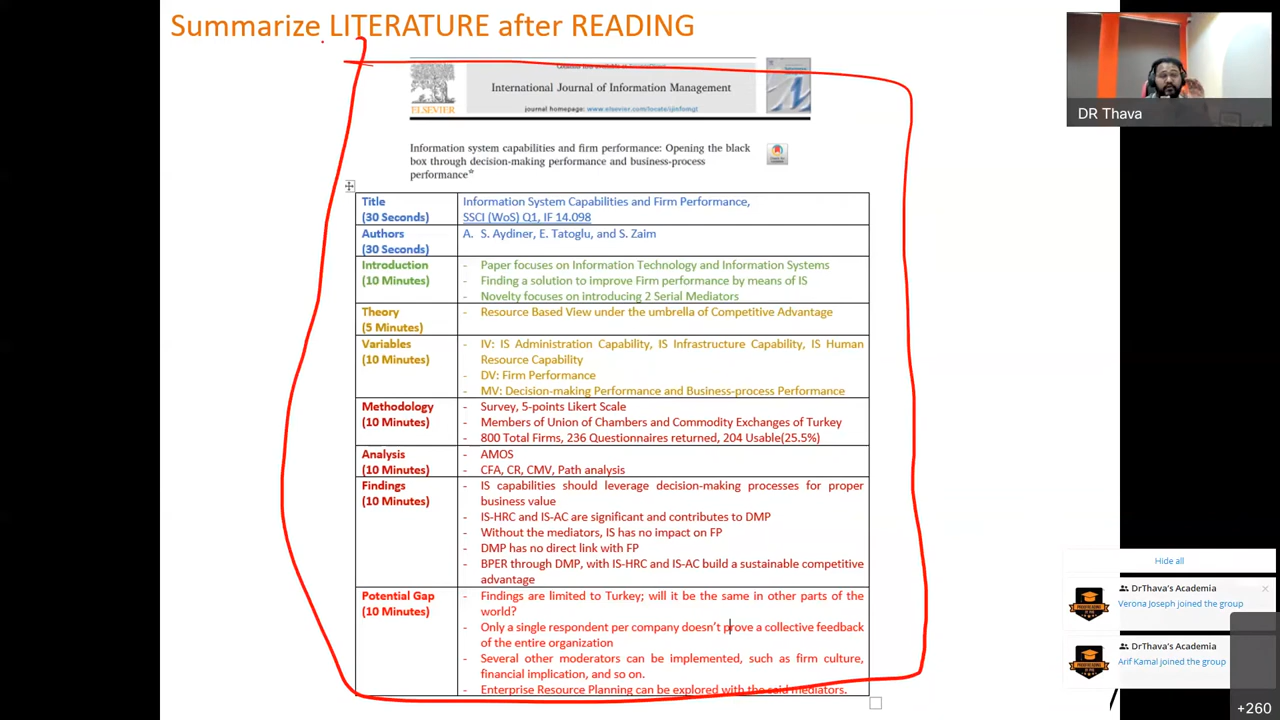 Summarize LITERATURE after READING
Contents lists available at ScienceDirect
International Journal of Information Management
journal homepage: www.elsevier.com/locate/ijinfomgt
ELSEVIER
Information system capabilities and firm performance: Opening the black
box through decision-making performance and business-process
performance*
Title
(30 Seconds)
Information System Capabilities and Firm Performance,
SSCI (WoS) Q1, IF 14.098
Authors
(30 Seconds)
A. S. Aydiner, E. Tatoglu, and S. Zaim
Introduction
(10 Minutes)
- Paper focuses on Information Technology and Information Systems
- Finding a solution to improve Firm performance by means of IS
- Novelty focuses on introducing 2 Serial Mediators
Theory
(5 Minutes)
- Resource Based View under the umbrella of Competitive Advantage
Variables
(10 Minutes)
- IV: IS Administration Capability, IS Infrastructure Capability, IS Human
Resource Capability
- DV: Firm Performance
- MV: Decision-making Performance and Business-process Performance
Methodology
(10 Minutes)
- Survey, 5-points Likert Scale
- Members of Union of Chambers and Commodity Exchanges of Turkey
- 800 Total Firms, 236 Questionnaires returned, 204 Usable(25.5%)
Analysis
(10 Minutes)
- AMOS
- CFA, CR, CMV, Path analysis
Findings
(10 Minutes)
- IS capabilities should leverage decision-making processes for proper
business value
- IS-HRC and IS-AC are significant and contributes to DMP
- Without the mediators, IS has no impact on FP
- DMP has no direct link with FP
- BPER through DMP, with IS-HRC and IS-AC build a sustainable competitive
advantage
Potential Gap
(10 Minutes)
- Findings are limited to Turkey; will it be the same in other parts of the
world?
- Only a single respondent per company doesn't prove a collective feedback
of the entire organization
- Several other moderators can be implemented, such as firm culture,
financial implication, and so on.
- Enterprise Resource Planning can be explored with the said mediators.
DR Thava
Hide all
DrThava's Academia
Verona Joseph joined the group
DrThava's Academia
Arif Kamal joined the group
+260